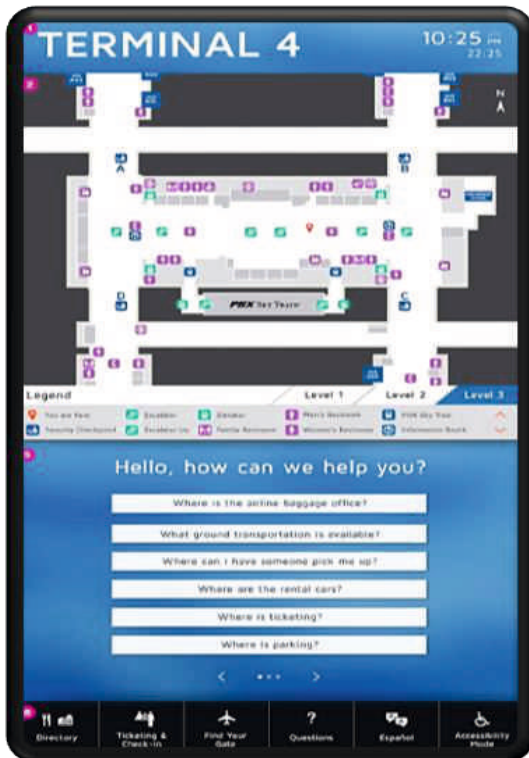 1
TERMINAL 4
10:25
22:25
2
N
A
B
D
C
PHX Sky Train
Legend
Level 1
Level 2
Level 3
You are here
Escalator
Elevator
Men's Restroom
PHX Sky Train
Security Checkpoint
Escalator Up
Family Restroom
Women's Restroom
Information Booth
Hello, how can we help you?
Where is the airline baggage office?
What ground transportation is available?
Where can I have someone pick me up?
Where are the rental cars?
Where is ticketing?
Where is parking?
Directory
Ticketing & Check-in
Find Your Gate
?
Questions
Español
Accessibility Mode